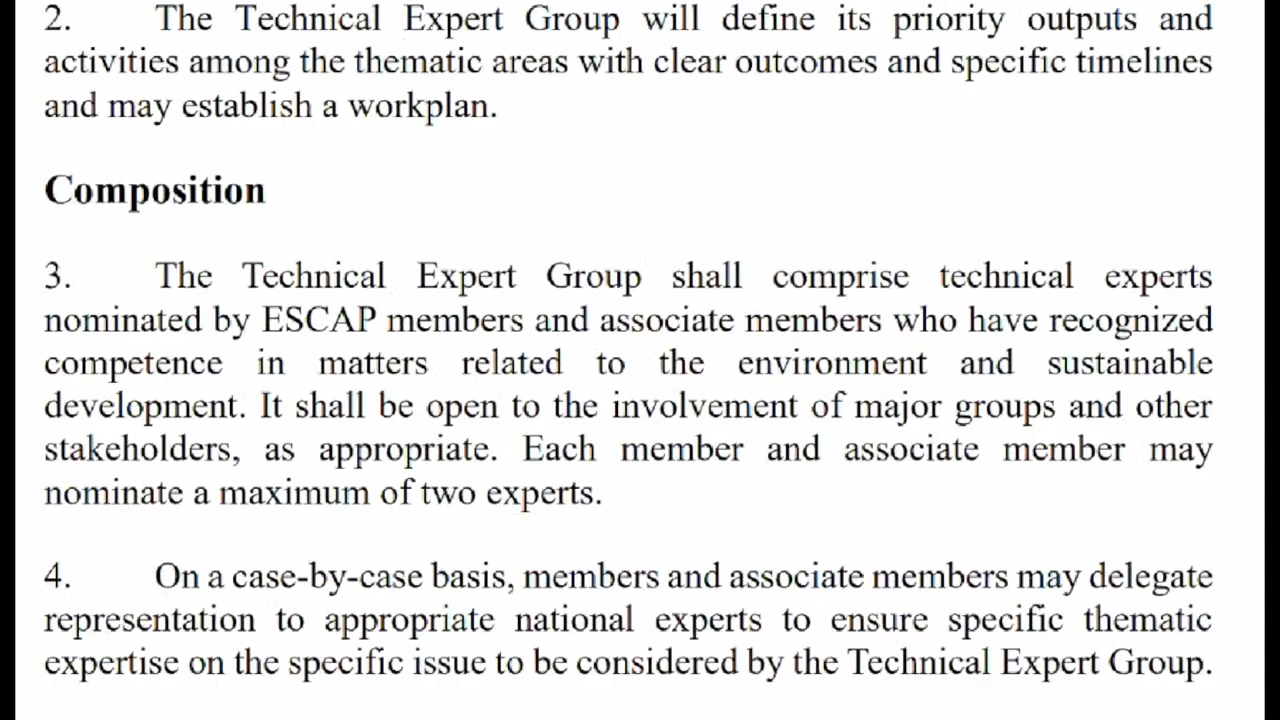 2. The Technical Expert Group will define its priority outputs and
activities among the thematic areas with clear outcomes and specific timelines
and may establish a workplan.
Composition
3. The Technical Expert Group shall comprise technical experts
nominated by ESCAP members and associate members who have recognized
competence in matters related to the environment and sustainable
development. It shall be open to the involvement of major groups and other
stakeholders, as appropriate. Each member and associate member may
nominate a maximum of two experts.
4. On a case-by-case basis, members and associate members may delegate
representation to appropriate national experts to ensure specific thematic
expertise on the specific issue to be considered by the Technical Expert Group.